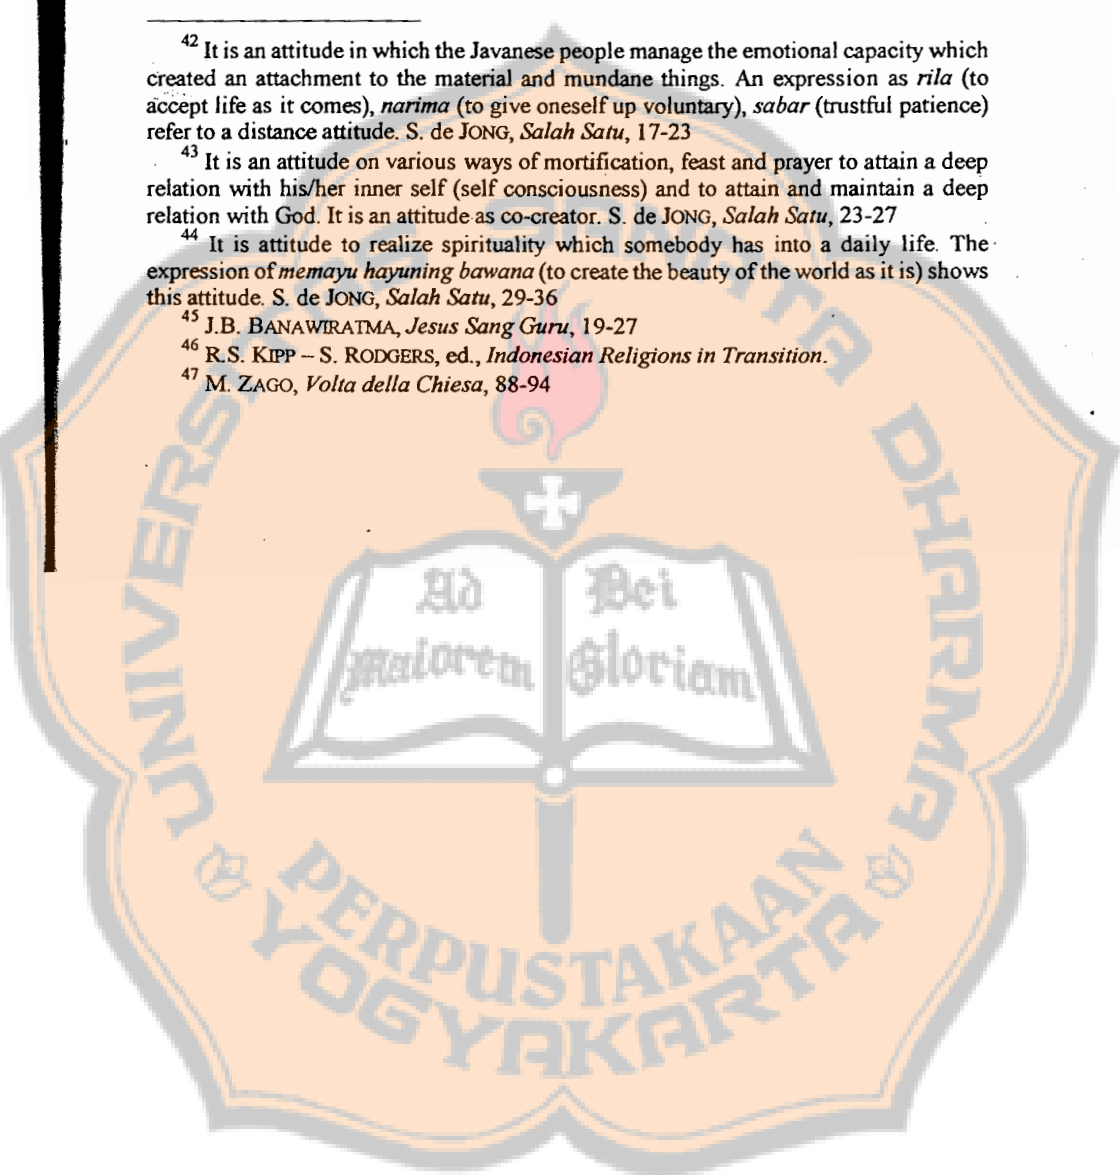 42 It is an attitude in which the Javanese people manage the emotional capacity which
created an attachment to the material and mundane things. An expression as rila (to
accept life as it comes), narima (to give oneself up voluntary), sabar (trustful patience)
refer to a distance attitude. S. de JONG, Salah Satu, 17-23
43 It is an attitude on various ways of mortification, feast and prayer to attain a deep
relation with his/her inner self (self consciousness) and to attain and maintain a deep
relation with God. It is an attitude as co-creator. S. de JONG, Salah Satu, 23-27
44 It is attitude to realize spirituality which somebody has into a daily life. The
expression of memayu hayuning bawana (to create the beauty of the world as it is) shows
this attitude. S. de JONG, Salah Satu, 29-36
45 J.B. BANAWIRATMA, Jesus Sang Guru, 19-27
46 R.S. KIPP – S. RODGERS, ed., Indonesian Religions in Transition.
47 M. ZAGO, Volta della Chiesa, 88-94
UNIVERSITAS SANATA DHARMA
Ad Dei
maiorem Gloriam
PERPUSTAKAAN
YOGYAKARTA